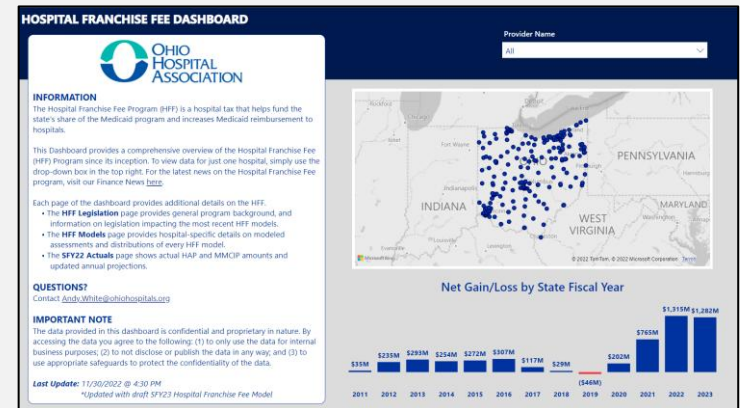 HOSPITAL FRANCHISE FEE DASHBOARD
OHIO
HOSPITAL
ASSOCIATION
INFORMATION
The Hospital Franchise Fee Program (HFF) is a hospital tax that helps fund the
state's share of the Medicaid program and increases Medicaid reimbursement to
hospitals.
This Dashboard provides a comprehensive overview of the Hospital Franchise Fee
(HFF) Program since its inception. To view data for just one hospital, simply use the
drop-down box in the top right. For the latest news on the Hospital Franchise Fee
program, visit our Finance News here.
Each page of the dashboard provides additional details on the HFF.
• The HFF Legislation page provides general program background, and
information on legislation impacting the most recent HFF models.
• The HFF Models page provides hospital-specific details on modeled
assessments and distributions of every HFF model.
• The SFY22 Actuals page shows actual HAP and MMCIP amounts and
updated annual projections.
QUESTIONS?
Contact Andy.White@ohiohospitals.org
IMPORTANT NOTE
The data provided in this dashboard is confidential and proprietary in nature. By
accessing the data you agree to the following: (1) to only use the data for internal
business purposes; (2) to not disclose or publish the data in any way; and (3) to
use appropriate safeguards to protect the confidentiality of the data.
Last Update: 11/30/2022 @ 4:30 PM
*Updated with draft SFY23 Hospital Franchise Fee Model
Provider Name
All
Rockford
Chicago
Fort Wayne
PENNSYLVANIA
Harrisburg
Indianapolis
INDIANA
MARYLAND
WEST
VIRGINIA
Washington
Evansville
Louisville
Lexington
Microsoft
© 2022 TomTom, © 2022 Microsoft Corporation Terms
Net Gain/Loss by State Fiscal Year
$35M $235M $293M $254M $272M $307M $117M $29M ($46M) $202M $765M $1,315M $1,282M
2011 2012 2013 2014 2015 2016 2017 2018 2019 2020 2021 2022 2023